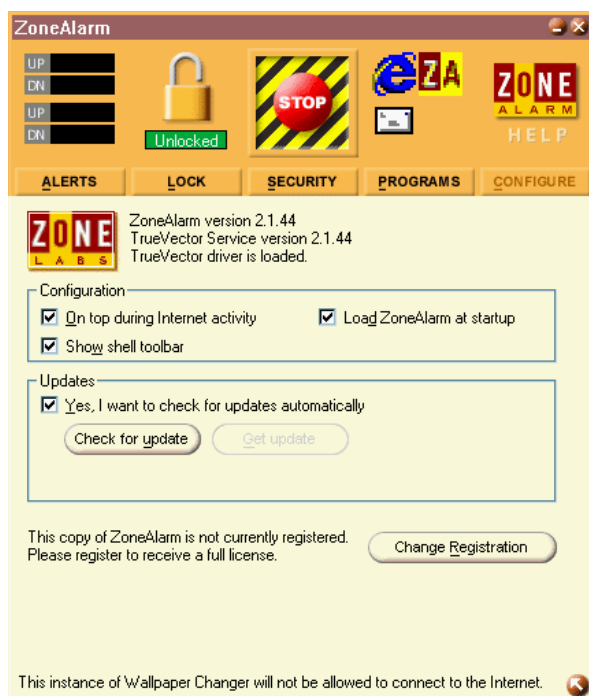 ZoneAlarm
UP
DN
UP
DN
Unlocked
STOP
ZA
ZONE
ALARM
HELP
ALERTS
LOCK
SECURITY
PROGRAMS
CONFIGURE
ZONE
LABS
ZoneAlarm version 2.1.44
TrueVector Service version 2.1.44
TrueVector driver is loaded.
Configuration
On top during Internet activity
Load ZoneAlarm at startup
Show shell toolbar
Updates
Yes, I want to check for updates automatically
Check for update
Get update
This copy of ZoneAlarm is not currently registered.
Please register to receive a full license.
Change Registration
This instance of Wallpaper Changer will not be allowed to connect to the Internet.